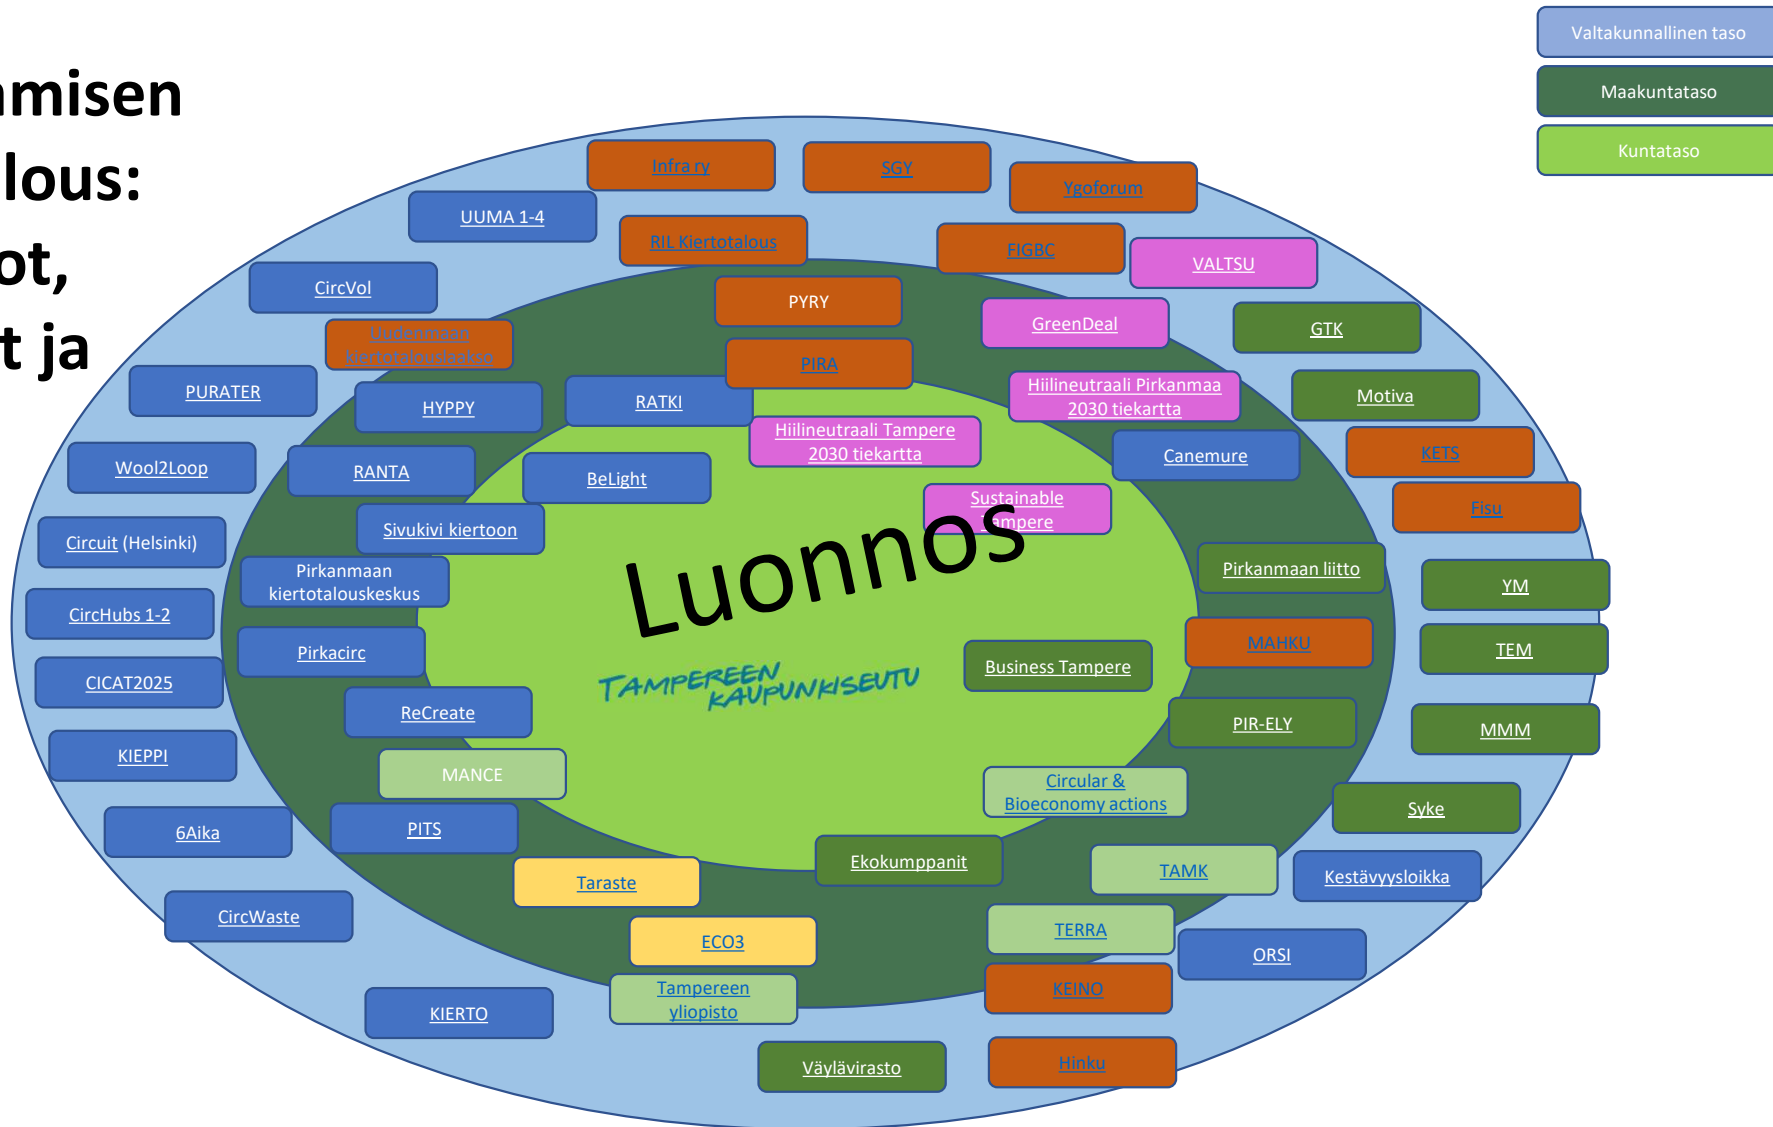 amisen
lous:
ot,
t ja
Valtakunnallinen taso
Maakuntataso
Kuntataso
Infra ry
SGY
Ygoforum
UUMA 1-4
RIL Kiertotalous
FIGBC
VALTSU
CircVol
PYRY
GreenDeal
GTK
Uudenmaan
kiertotalouslaakso
PIRA
PURATER
HYPPY
RATKI
Hiilineutraali Pirkanmaa
2030 tiekartta
Motiva
Hiilineutraali Tampere
2030 tiekartta
Canemure
KETS
Wool2Loop
RANTA
BeLight
Sustainable
Tampere
Fisu
Circuit (Helsinki)
Sivukivi kiertoon
Luonnos
Pirkanmaan
kiertotalouskeskus
Pirkanmaan liitto
YM
CircHubs 1-2
Pirkacirc
MAHKU
TEM
CICAT2025
TAMPEREEN
KAUPUNKISEUTU
Business Tampere
ReCreate
PIR-ELY
MMM
KIEPPI
MANCE
Circular &
Bioeconomy actions
Syke
6Aika
PITS
Ekokumppanit
TAMK
Kestävyysloikka
Taraste
CircWaste
ECO3
TERRA
ORSI
Tampereen
yliopisto
KEINO
KIERTO
Väylävirasto
Hinku